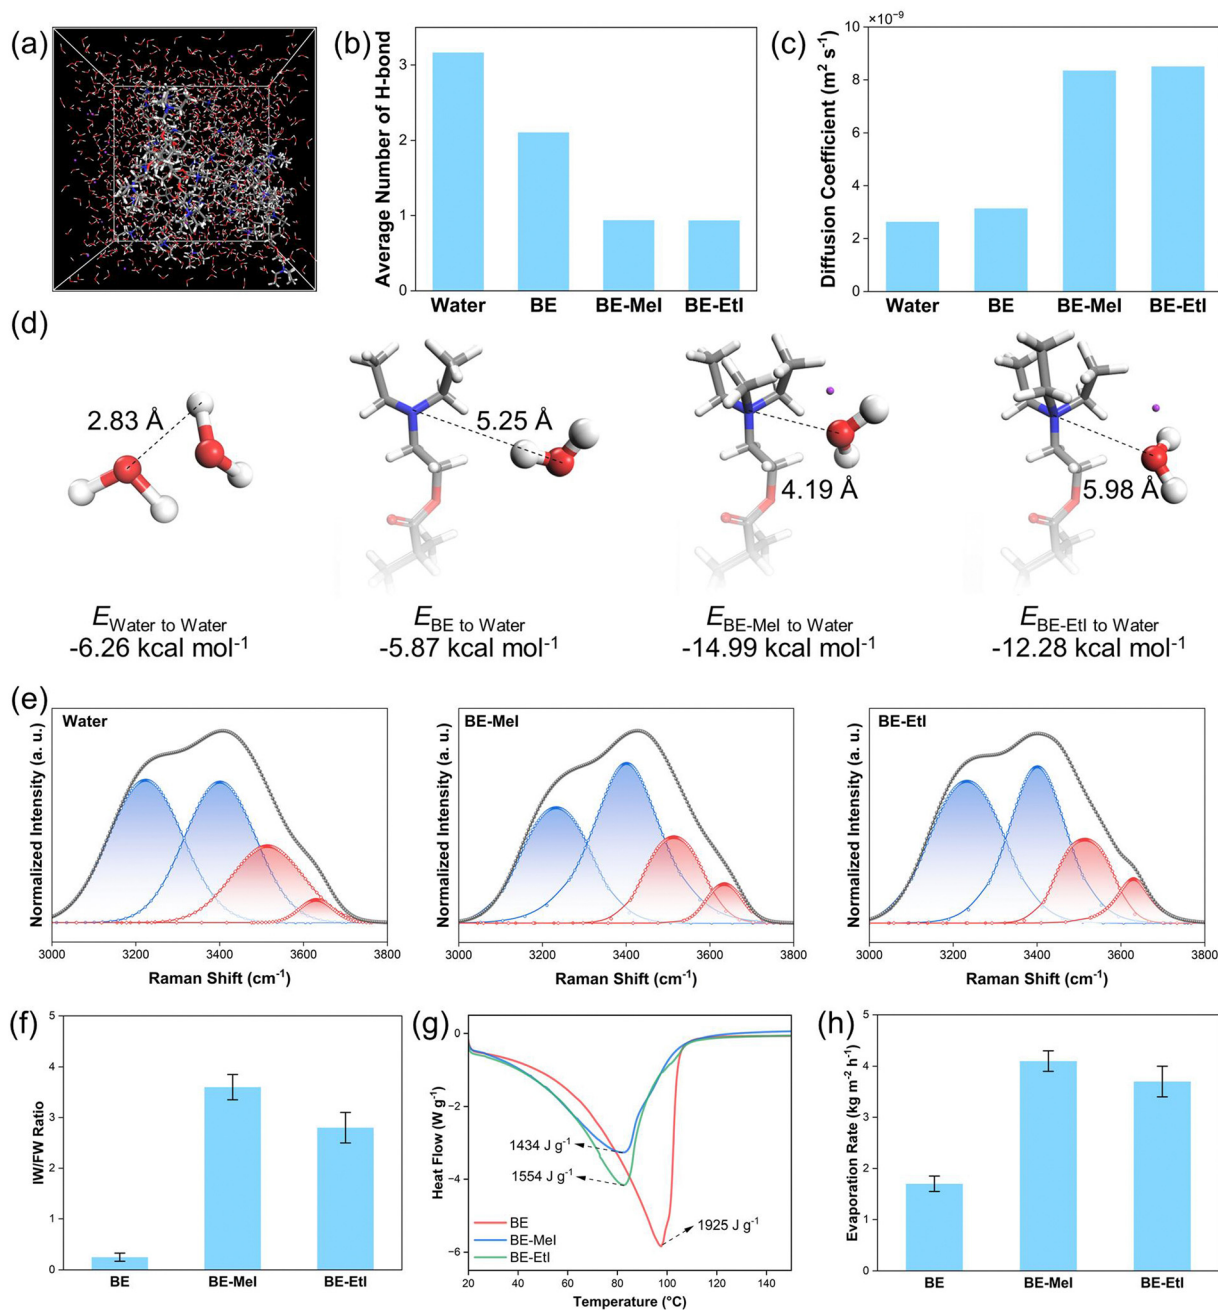 (a)
(b)
Average Number of H-bond
3
2
1
0
Water BE BE-MeI BE-EtI
(c)
×10⁻⁹
Diffusion Coefficient (m² s⁻¹)
10
8
6
4
2
0
Water BE BE-MeI BE-EtI
(d)
2.83 Å
5.25 Å
4.19 Å
5.98 Å
E Water to Water
-6.26 kcal mol⁻¹
E BE to Water
-5.87 kcal mol⁻¹
E BE-MeI to Water
-14.99 kcal mol⁻¹
E BE-EtI to Water
-12.28 kcal mol⁻¹
(e)
Water
Normalized Intensity (a. u.)
3000 3200 3400 3600 3800
Raman Shift (cm⁻¹)
BE-MeI
Normalized Intensity (a. u.)
3000 3200 3400 3600 3800
Raman Shift (cm⁻¹)
BE-EtI
Normalized Intensity (a. u.)
3000 3200 3400 3600 3800
Raman Shift (cm⁻¹)
(f)
IW/FW Ratio
5
4
3
2
1
0
BE BE-MeI BE-EtI
(g)
Heat Flow (W g⁻¹)
0
−2
−4
−6
1434 J g⁻¹
1554 J g⁻¹
1925 J g⁻¹
BE
BE-MeI
BE-EtI
20 40 60 80 100 120 140
Temperature (°C)
(h)
Evaporation Rate (kg m⁻² h⁻¹)
5
4
3
2
1
0
BE BE-MeI BE-EtI